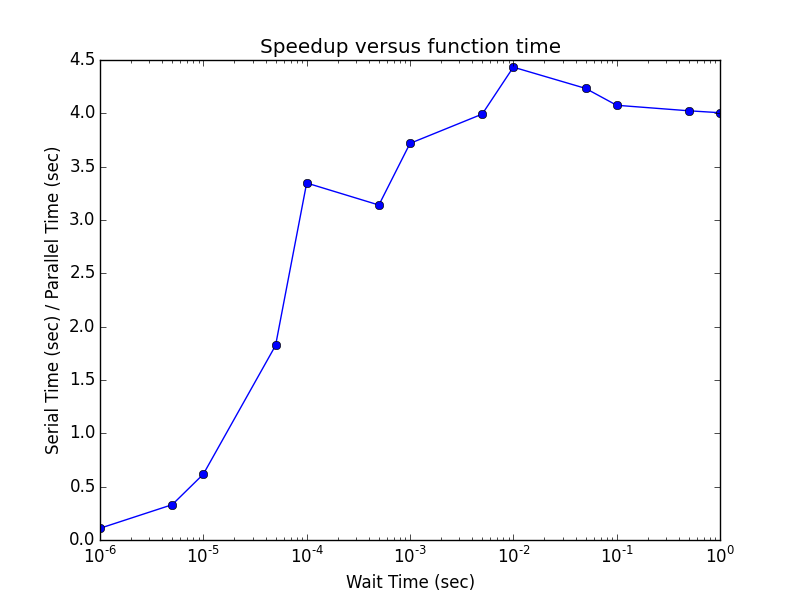 Speedup versus function time
Serial Time (sec) / Parallel Time (sec)
4.5
4.0
3.5
3.0
2.5
2.0
1.5
1.0
0.5
0.0
10^-6 10^-5 10^-4 10^-3 10^-2 10^-1 10^0
Wait Time (sec)